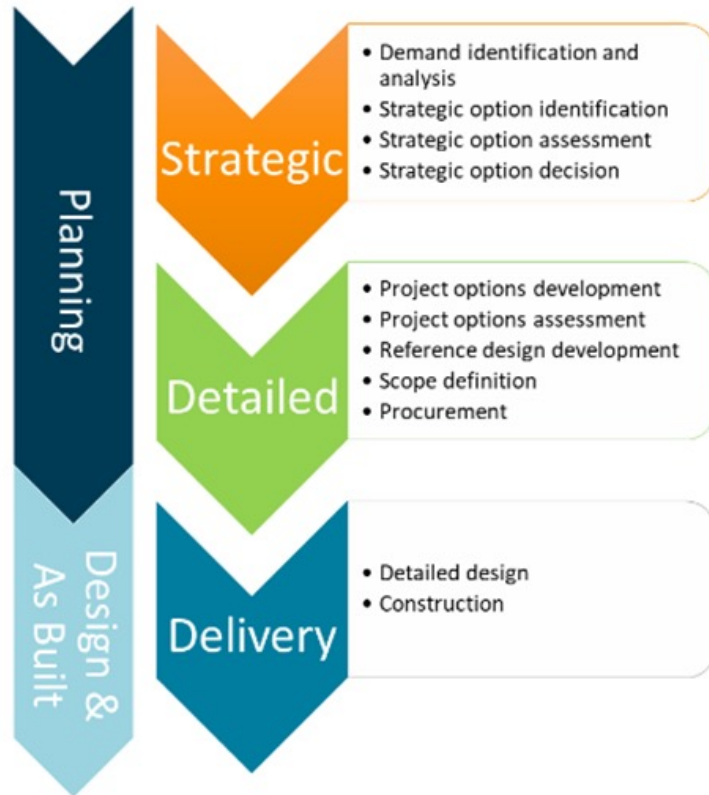 Planning
Strategic
• Demand identification and
analysis
• Strategic option identification
• Strategic option assessment
• Strategic option decision
Detailed
• Project options development
• Project options assessment
• Reference design development
• Scope definition
• Procurement
Design &
As Built
Delivery
• Detailed design
• Construction